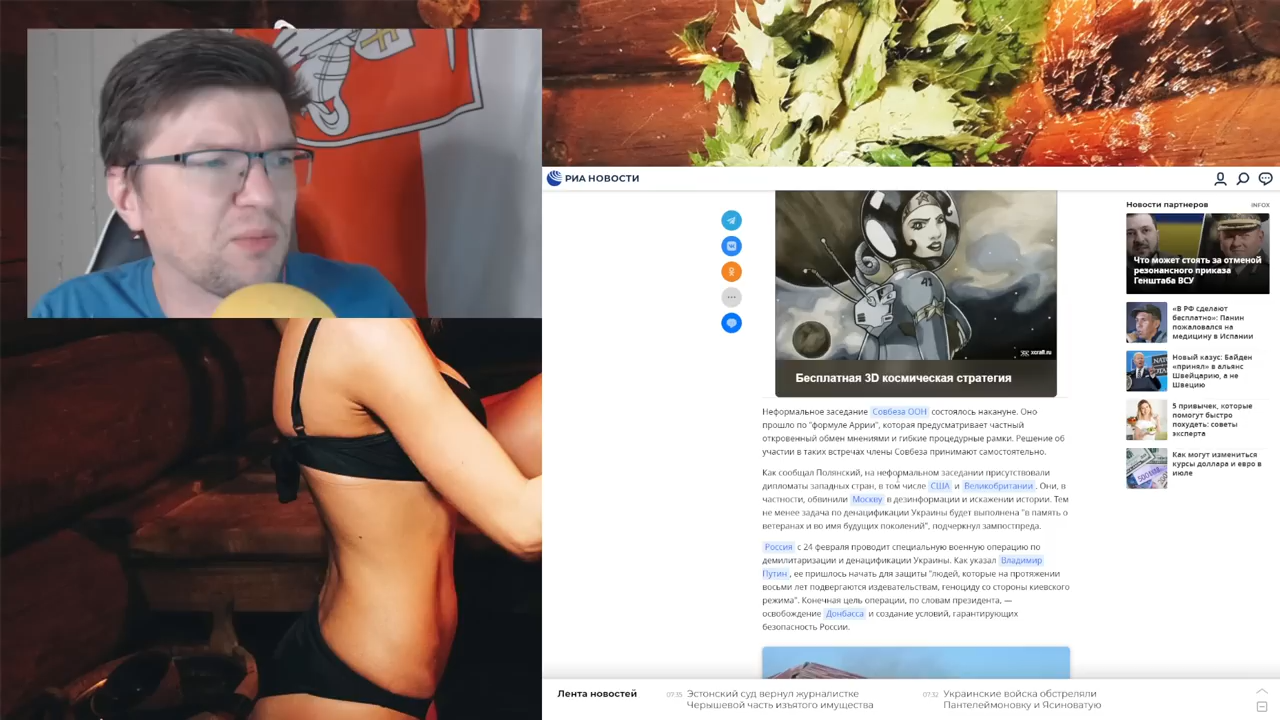 РИА НОВОСТИ
41
xcraft.ru
Бесплатная 3D космическая стратегия
Неформальное заседание Совбеза ООН состоялось накануне. Оно
прошло по "формуле Аррии", которая предусматривает частный
откровенный обмен мнениями и гибкие процедурные рамки. Решение об
участии в таких встречах члены Совбеза принимают самостоятельно.
Как сообщал Полянский, на неформальном заседании присутствовали
дипломаты западных стран, в том числе США и Великобритании. Они, в
частности, обвинили Москву в дезинформации и искажении истории. Тем
не менее задача по денацификации Украины будет выполнена "в память о
ветеранах и во имя будущих поколений", подчеркнул зампостпреда.
Россия с 24 февраля проводит специальную военную операцию по
демилитаризации и денацификации Украины. Как указал Владимир
Путин, ее пришлось начать для защиты "людей, которые на протяжении
восьми лет подвергаются издевательствам, геноциду со стороны киевского
режима". Конечная цель операции, по словам президента, —
освобождение Донбасса и создание условий, гарантирующих
безопасность России.
Новости партнеров
INFOX
Что может стоять за отменой
резонансного приказа
Генштаба ВСУ
«В РФ сделают
бесплатно»: Панин
пожаловался на
медицину в Испании
Новый казус: Байден
«принял» в альянс
Швейцарию, а не
Швецию
5 привычек, которые
помогут быстро
похудеть: советы
эксперта
Как могут измениться
курсы доллара и евро в
июле
Лента новостей
07:35 Эстонский суд вернул журналистке
Черышевой часть изъятого имущества
07:32 Украинские войска обстреляли
Пантелеймоновку и Ясиноватую